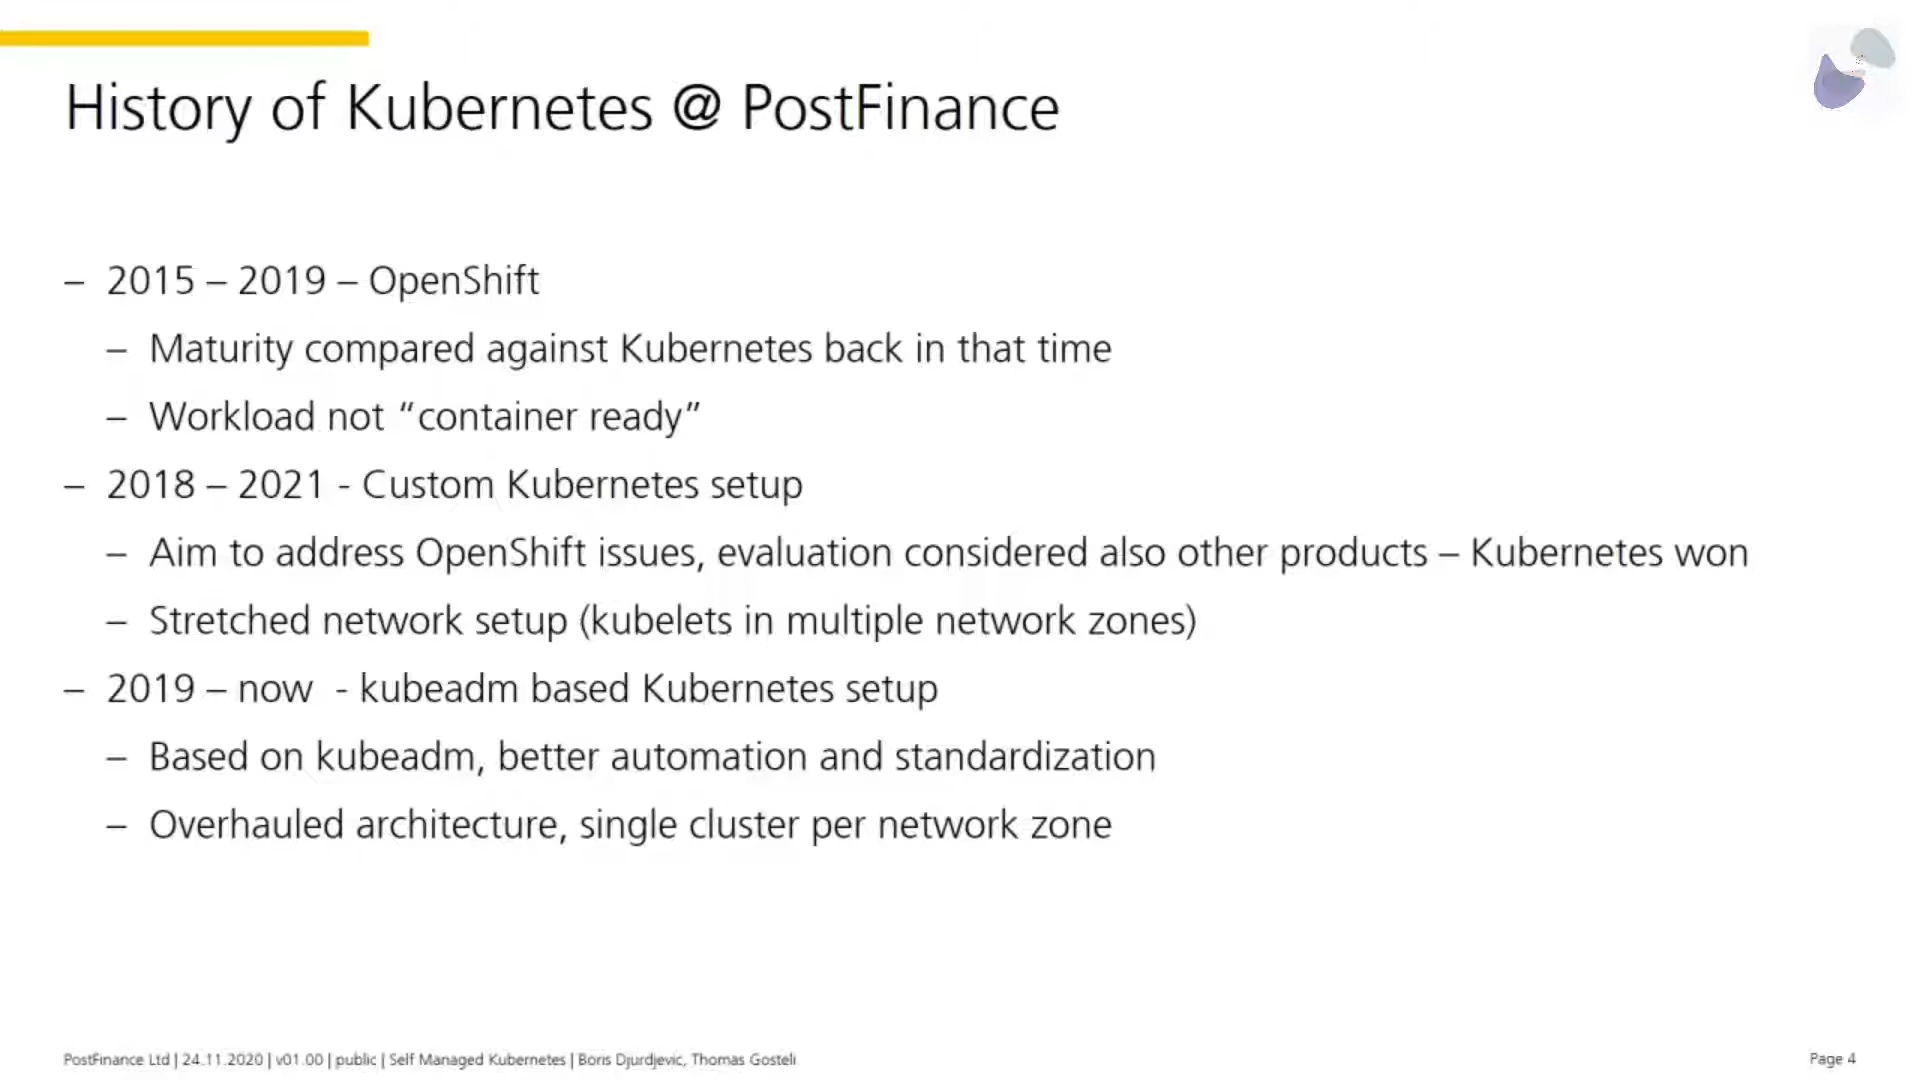 History of Kubernetes @ PostFinance
– 2015 – 2019 – OpenShift
– Maturity compared against Kubernetes back in that time
– Workload not “container ready”
– 2018 – 2021 - Custom Kubernetes setup
– Aim to address OpenShift issues, evaluation considered also other products – Kubernetes won
– Stretched network setup (kubelets in multiple network zones)
– 2019 – now  - kubeadm based Kubernetes setup
– Based on kubeadm, better automation and standardization
– Overhauled architecture, single cluster per network zone
PostFinance Ltd | 24.11.2020 | v01.00 | public | Self Managed Kubernetes | Boris Djurdjevic, Thomas Gosteli
Page 4